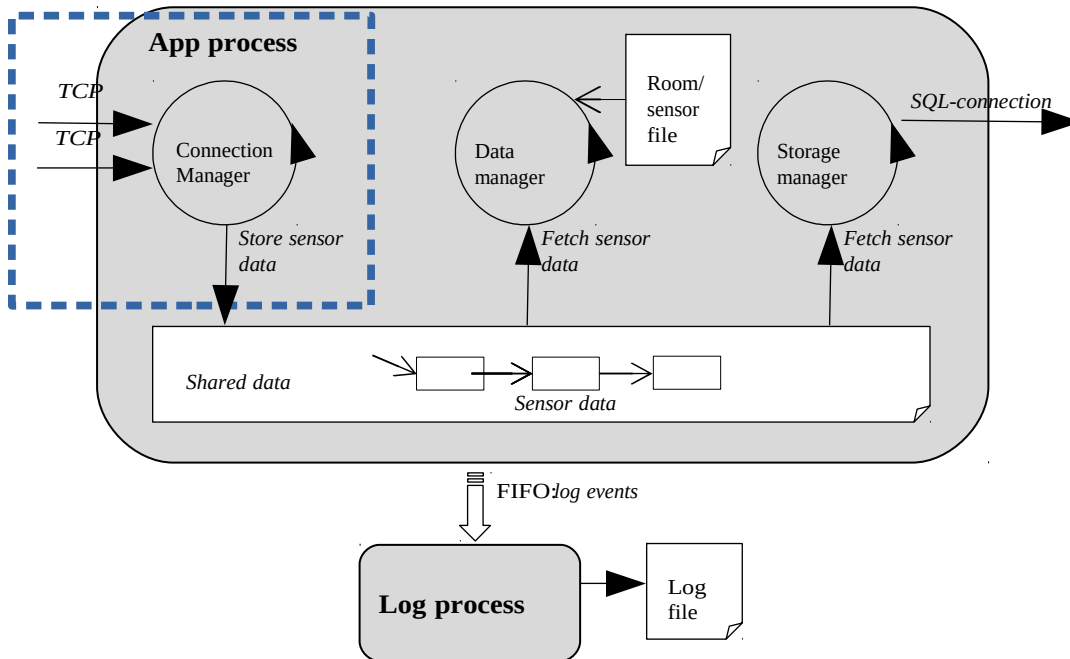 App process
TCP
TCP
Connection
Manager
Store sensor
data
Data
manager
Fetch sensor
data
Room/
sensor
file
Storage
manager
Fetch sensor
data
SQL-connection
Shared data
Sensor data
FIFO:log events
Log process
Log
file